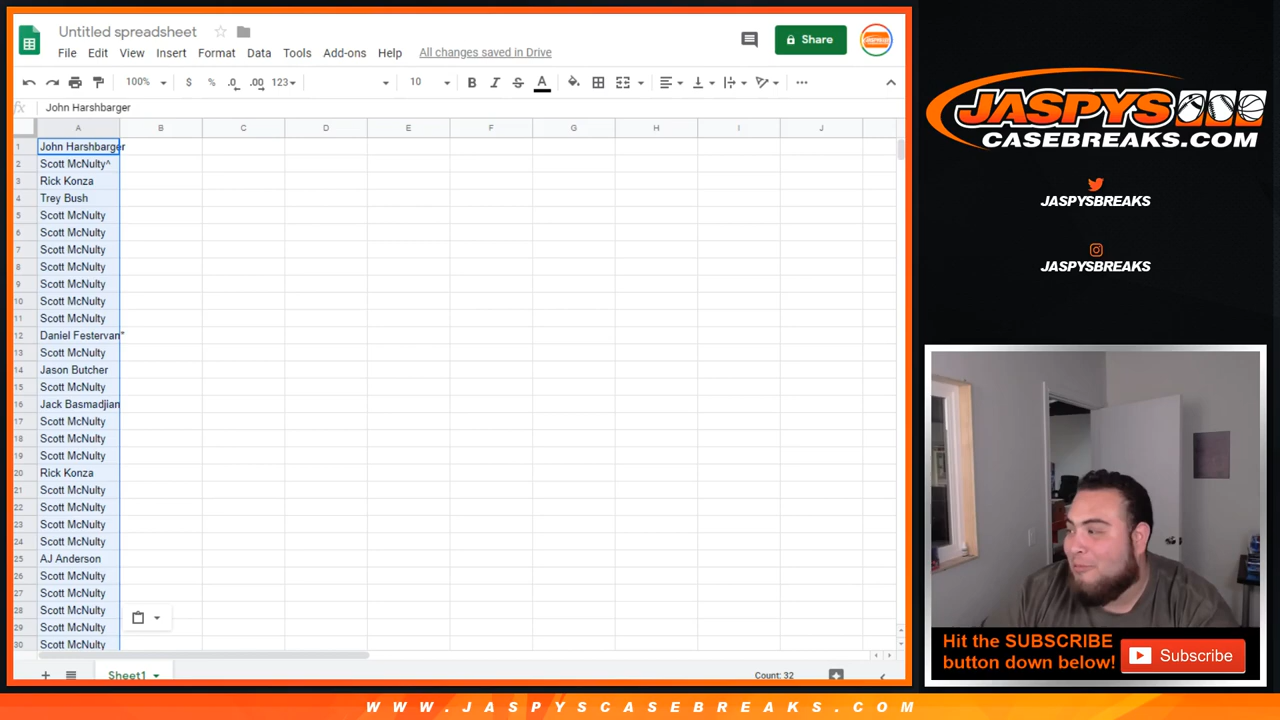 Untitled spreadsheet
File Edit View Format Data Tools Add-ons Help All changes saved in Drive
Share
100% $ % .0 .00 123 10 B I S A
fx John Harshbarger
A B C D E F G H I J
1 John Harshbarger
2 Scott McNulty^
3 Rick Konza
4 Trey Bush
5 Scott McNulty
6 Scott McNulty
7 Scott McNulty
8 Scott McNulty
9 Scott McNulty
10 Scott McNulty
11 Scott McNulty
12 Daniel Festervan*
13 Scott McNulty
14 Jason Butcher
15 Scott McNulty
16 Jack Basmadjian
17 Scott McNulty
18 Scott McNulty
19 Scott McNulty
20 Rick Konza
21 Scott McNulty
22 Scott McNulty
23 Scott McNulty
24 Scott McNulty
25 AJ Anderson
26 Scott McNulty
27 Scott McNulty
28 Scott McNulty
29 Scott McNulty
30 Scott McNulty
Sheet1 Count: 32
JASPYS
CASEBREAKS.COM
JASPYSBREAKS
JASPYSBREAKS
Hit the SUBSCRIBE
button down below!
Subscribe
WWW.JASPYSCASEBREAKS.COM